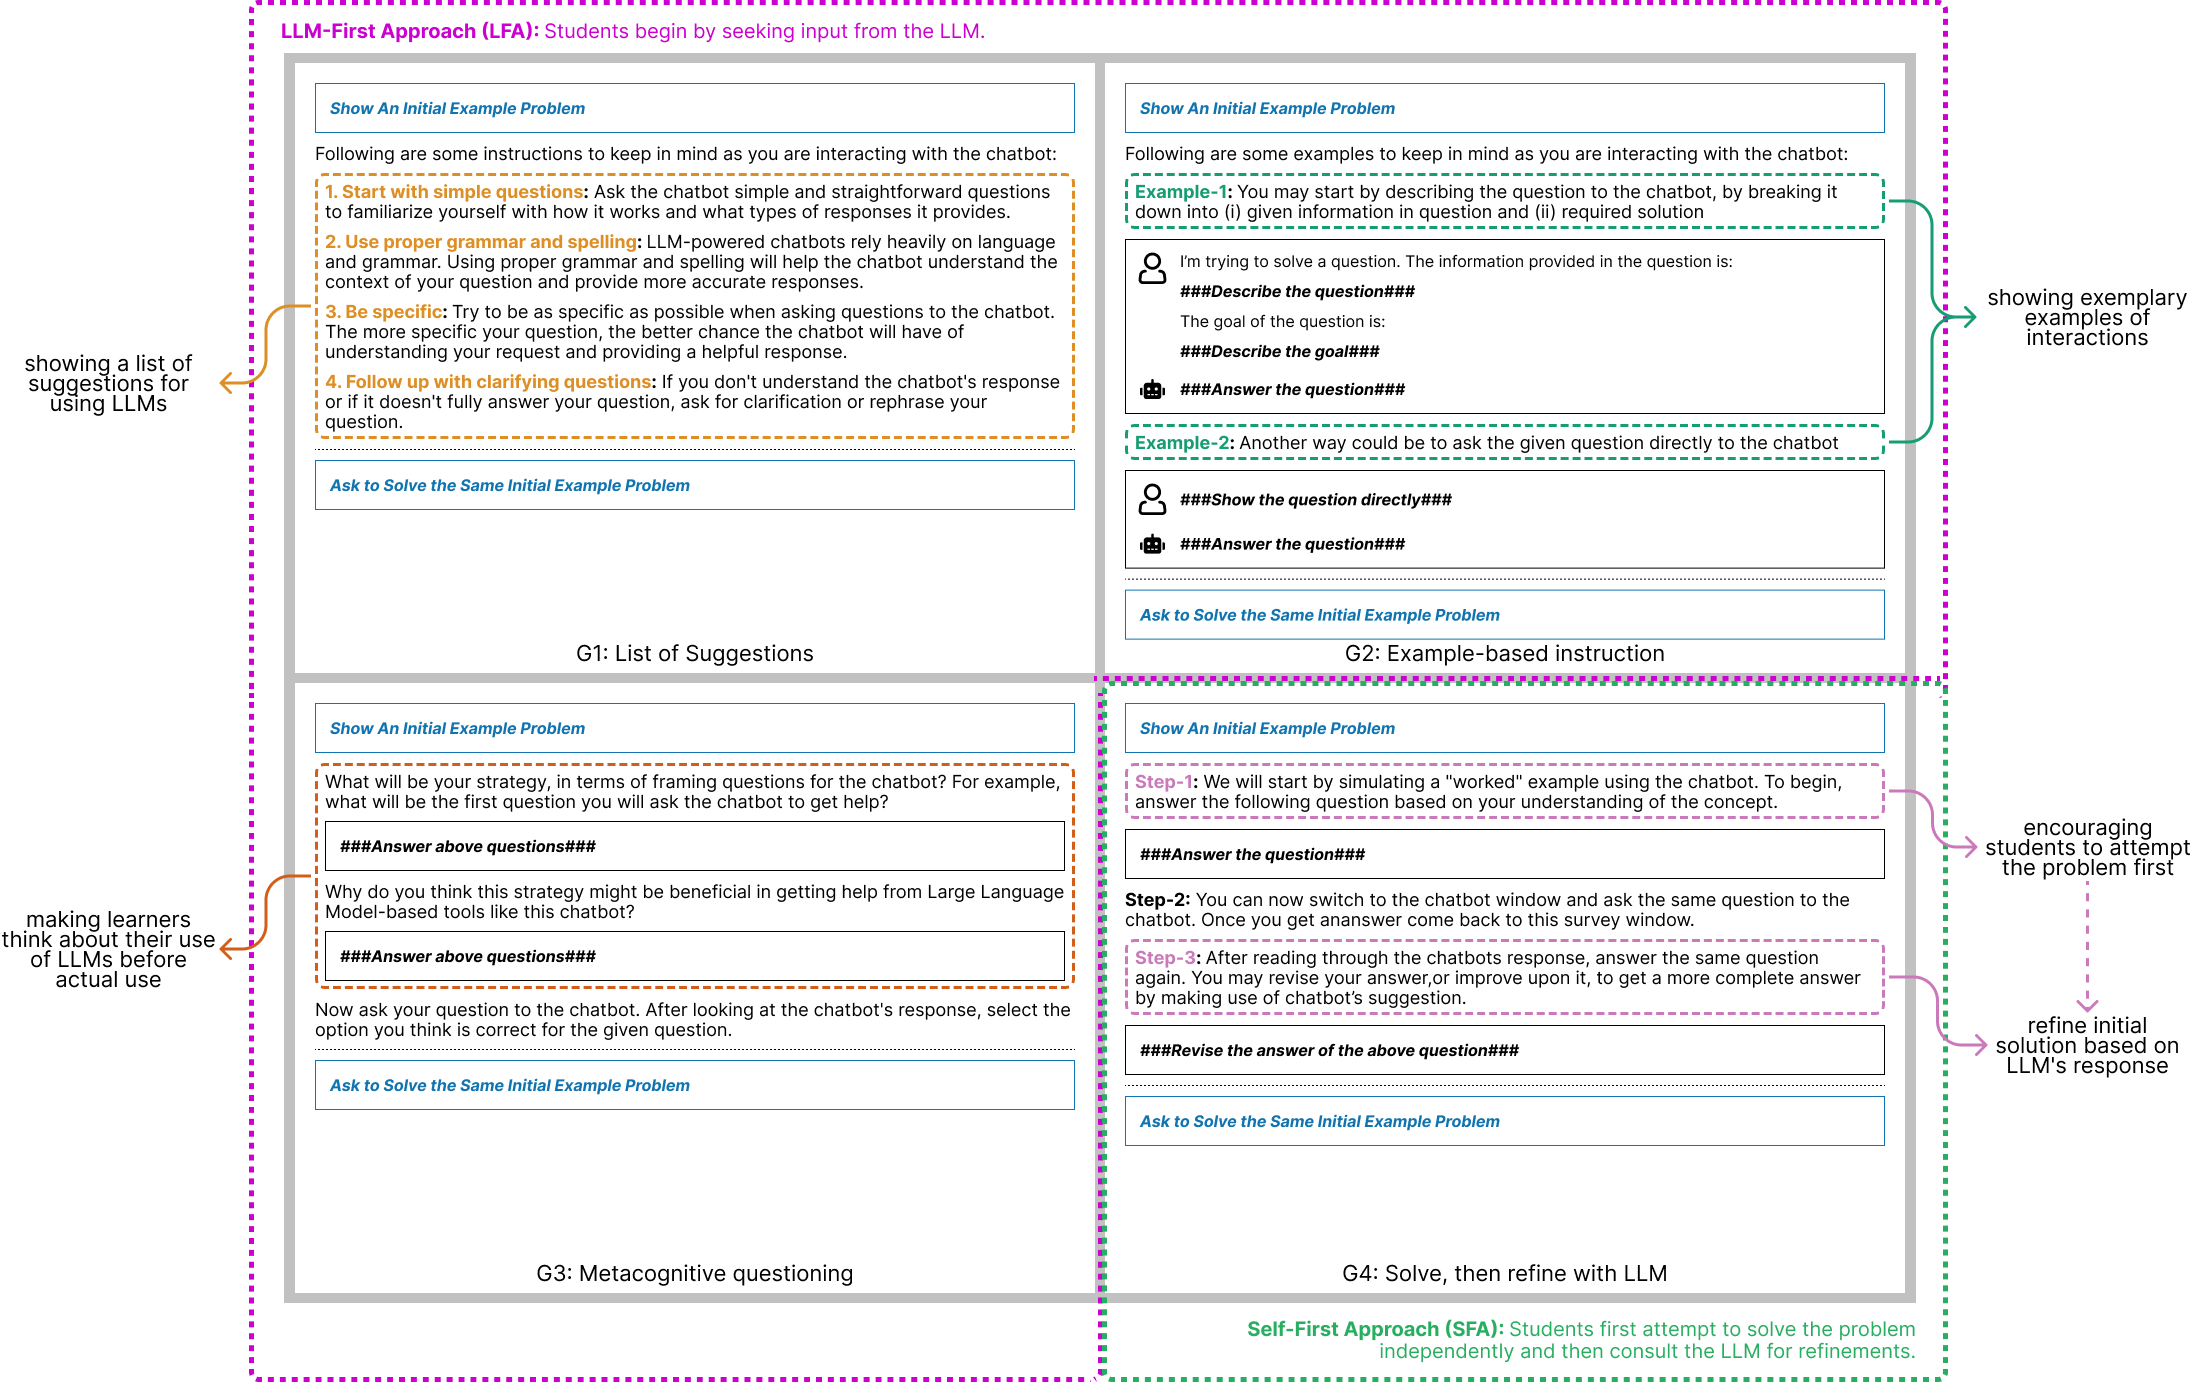 LLM-First Approach (LFA): Students begin by seeking input from the LLM.
Show An Initial Example Problem
Following are some instructions to keep in mind as you are interacting with the chatbot:
1. Start with simple questions: Ask the chatbot simple and straightforward questions
to familiarize yourself with how it works and what types of responses it provides.
2. Use proper grammar and spelling: LLM-powered chatbots rely heavily on language
and grammar. Using proper grammar and spelling will help the chatbot understand the
context of your question and provide more accurate responses.
3. Be specific: Try to be as specific as possible when asking questions to the chatbot.
The more specific your question, the better chance the chatbot will have of
understanding your request and providing a helpful response.
4. Follow up with clarifying questions: If you don't understand the chatbot's response
or if it doesn't fully answer your question, ask for clarification or rephrase your
question.
Ask to Solve the Same Initial Example Problem
G1: List of Suggestions
showing a list of
suggestions for
using LLMs
Show An Initial Example Problem
Following are some examples to keep in mind as you are interacting with the chatbot:
Example-1: You may start by describing the question to the chatbot, by breaking it
down into (i) given information in question and (ii) required solution
I'm trying to solve a question. The information provided in the question is:
###Describe the question###
The goal of the question is:
###Describe the goal###
###Answer the question###
Example-2: Another way could be to ask the given question directly to the chatbot
###Show the question directly###
###Answer the question###
Ask to Solve the Same Initial Example Problem
G2: Example-based instruction
showing exemplary
examples of
interactions
Show An Initial Example Problem
What will be your strategy, in terms of framing questions for the chatbot? For example,
what will be the first question you will ask the chatbot to get help?
###Answer above questions###
Why do you think this strategy might be beneficial in getting help from Large Language
Model-based tools like this chatbot?
###Answer above questions###
Now ask your question to the chatbot. After looking at the chatbot's response, select the
option you think is correct for the given question.
Ask to Solve the Same Initial Example Problem
G3: Metacognitive questioning
making learners
think about their use
of LLMs before
actual use
Show An Initial Example Problem
Step-1: We will start by simulating a "worked" example using the chatbot. To begin,
answer the following question based on your understanding of the concept.
###Answer the question###
Step-2: You can now switch to the chatbot window and ask the same question to the
chatbot. Once you get ananswer come back to this survey window.
Step-3: After reading through the chatbots response, answer the same question
again. You may revise your answer,or improve upon it, to get a more complete answer
by making use of chatbot's suggestion.
###Revise the answer of the above question###
Ask to Solve the Same Initial Example Problem
G4: Solve, then refine with LLM
encouraging
students to attempt
the problem first
refine initial
solution based on
LLM's response
Self-First Approach (SFA): Students first attempt to solve the problem
independently and then consult the LLM for refinements.